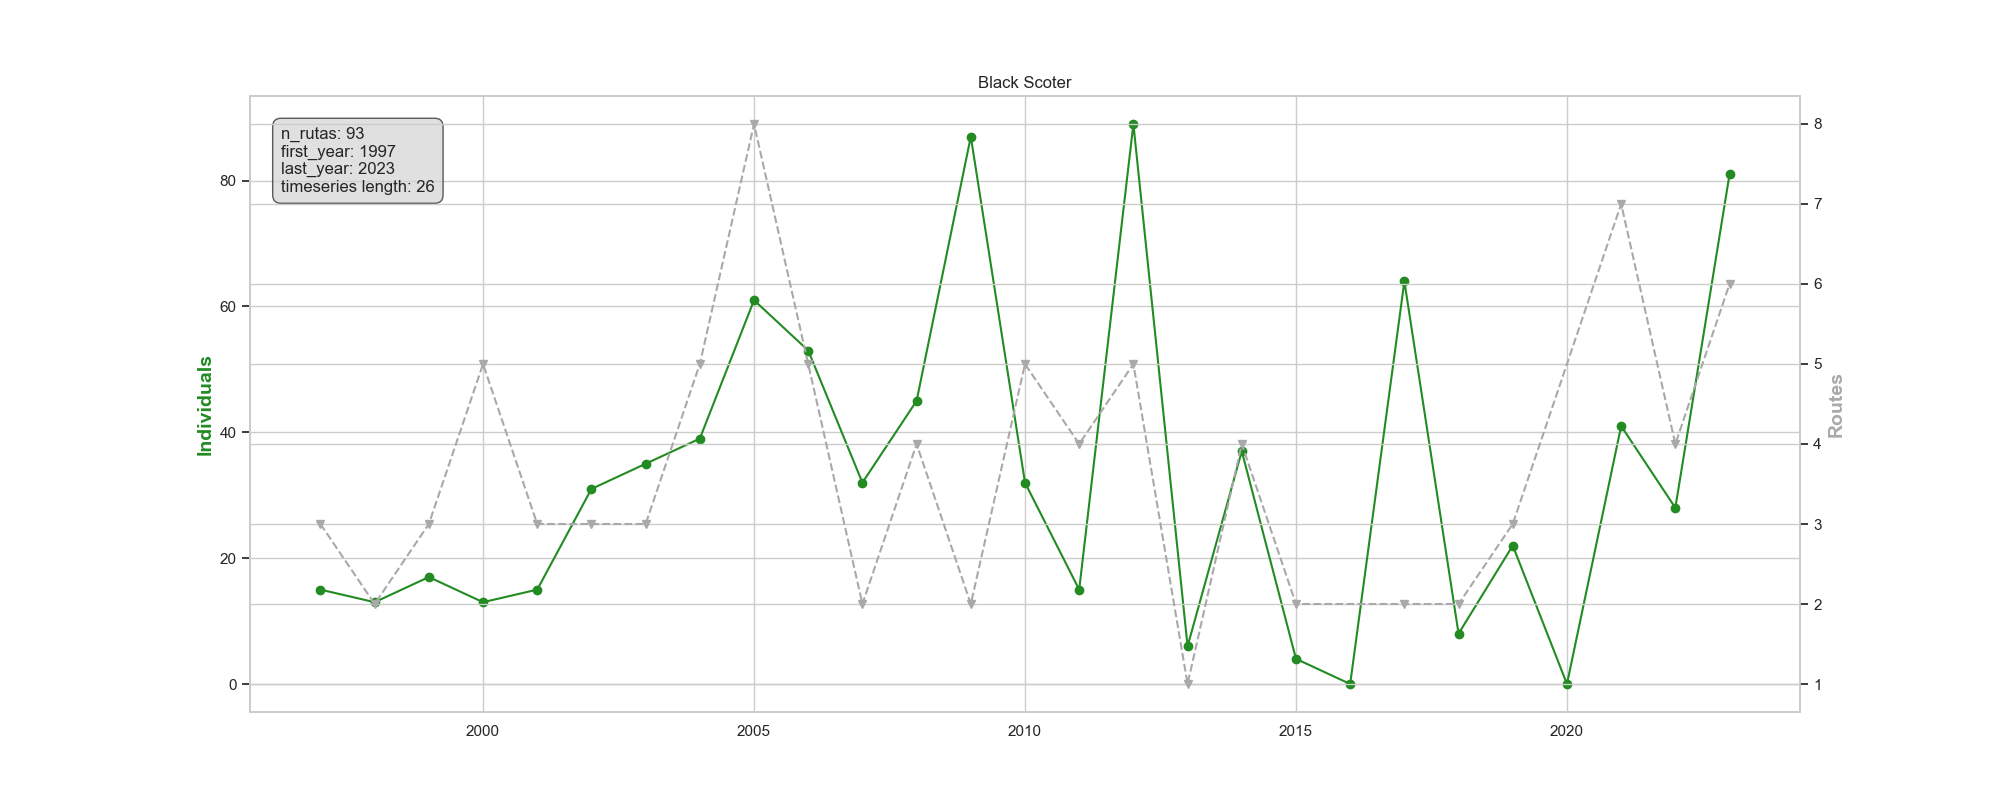 Black Scoter
n_rutas: 93
first_year: 1997
last_year: 2023
timeseries length: 26
Individuals
80
60
40
20
0
8
7
6
5
4
3
2
1
Routes
2000
2005
2010
2015
2020